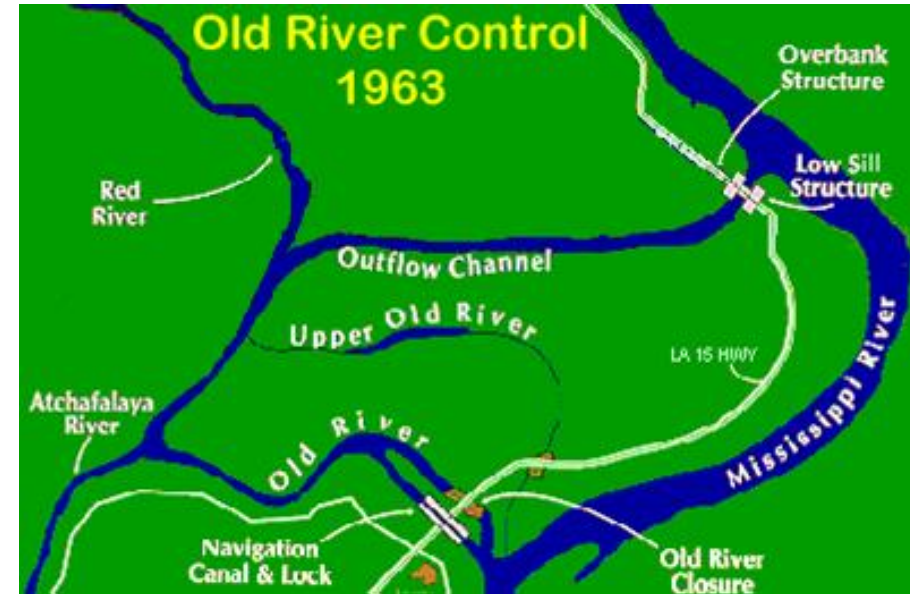 Old River Control
1963
Overbank
Structure
Low Sill
Structure
Red
River
Outflow Channel
Upper Old River
LA 15 HWY
Mississippi River
Atchafalaya
River
Old River
Navigation
Canal & Lock
Old River
Closure